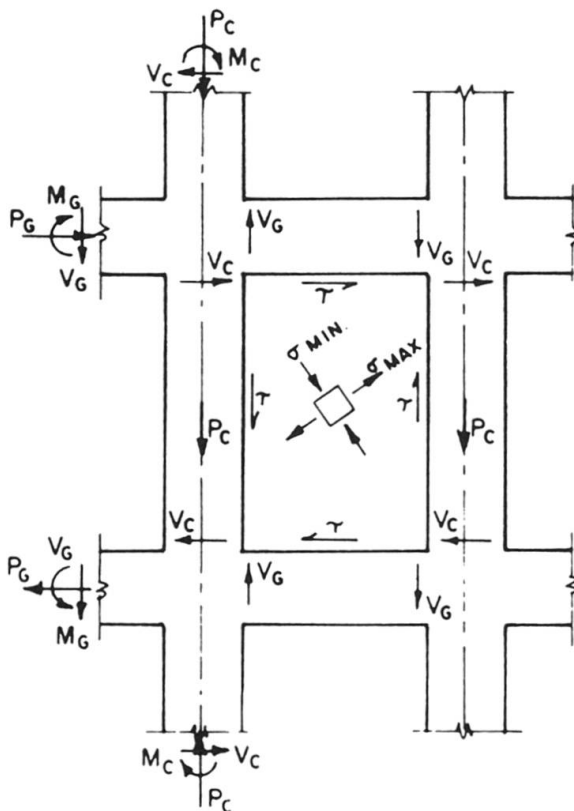 P_C
V_C M_C
M_G
P_G
V_G
V_G
V_G
V_C
V_C
τ
σ MIN.
σ MAX
τ
τ
P_C
P_C
V_C
τ
V_C
V_G
P_G
M_G
V_G
V_G
M_C
V_C
P_C